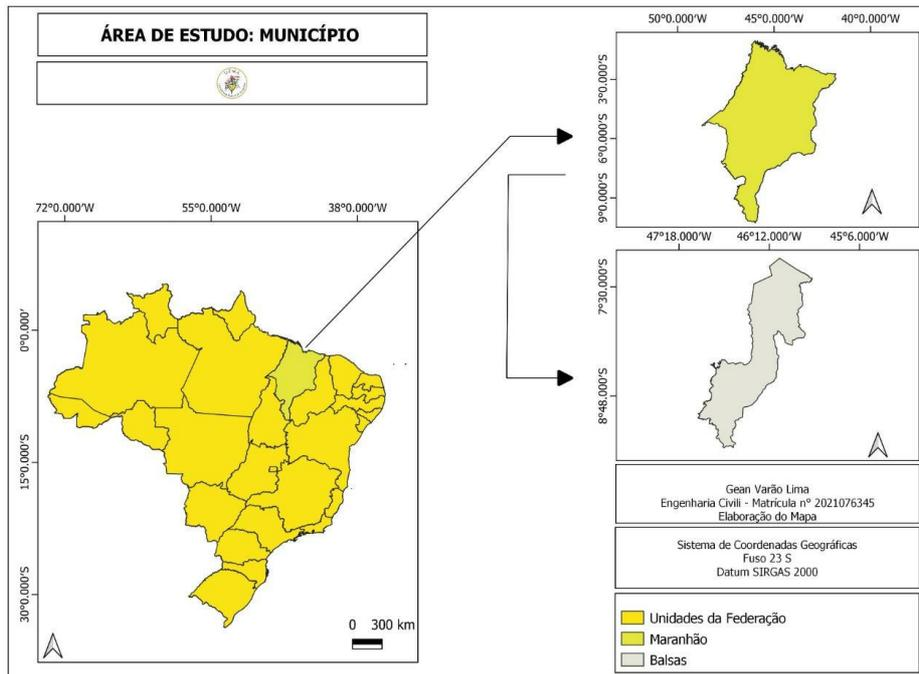 ÁREA DE ESTUDO: MUNICÍPIO
72°0.000'W 55°0.000'W 38°0.000'W
0°0.000'
15°0.000'S
30°0.000'S
0 300 km
50°0.000'W 45°0.000'W 40°0.000'W
3°0.000'S
6°0.000'S
9°0.000'S
47°18.000'W 46°12.000'W 45°6.000'W
7°30.000'S
8°48.000'S
Gean Varão Lima
Engenharia Civili - Matrícula nº 2021076345
Elaboração do Mapa
Sistema de Coordenadas Geográficas
Fuso 23 S
Datum SIRGAS 2000
Unidades da Federação
Maranhão
Balsas